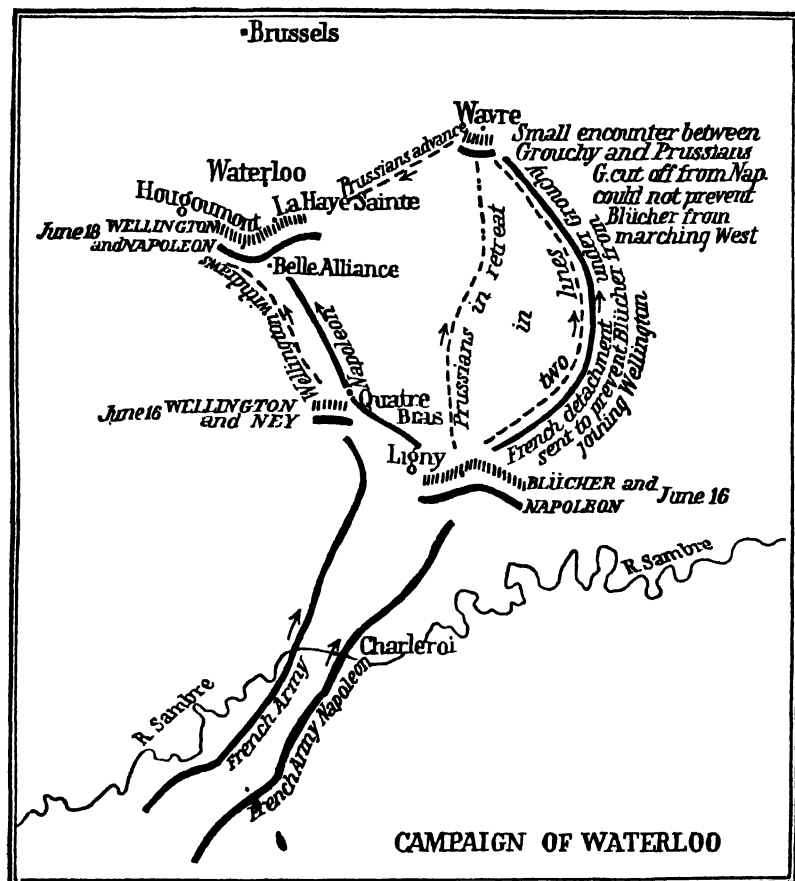 Brussels
Wavre
Small encounter between
Grouchy and Prussians
G. cut off from Nap.
could not prevent
Blücher from
marching West
Prussians advance
Waterloo
Hougoumont
La Haye Sainte
June 18 WELLINGTON
and NAPOLEON
Belle Alliance
Wellington withdraws
Napoleon
Prussians in retreat
in two lines
French detachment under Grouchy
sent to prevent Blücher from
joining Wellington
June 16 WELLINGTON
and NEY
Quatre
Bras
Ligny
BLÜCHER and
NAPOLEON
June 16
R. Sambre
Charleroi
R. Sambre
French Army
French Army Napoleon
CAMPAIGN OF WATERLOO